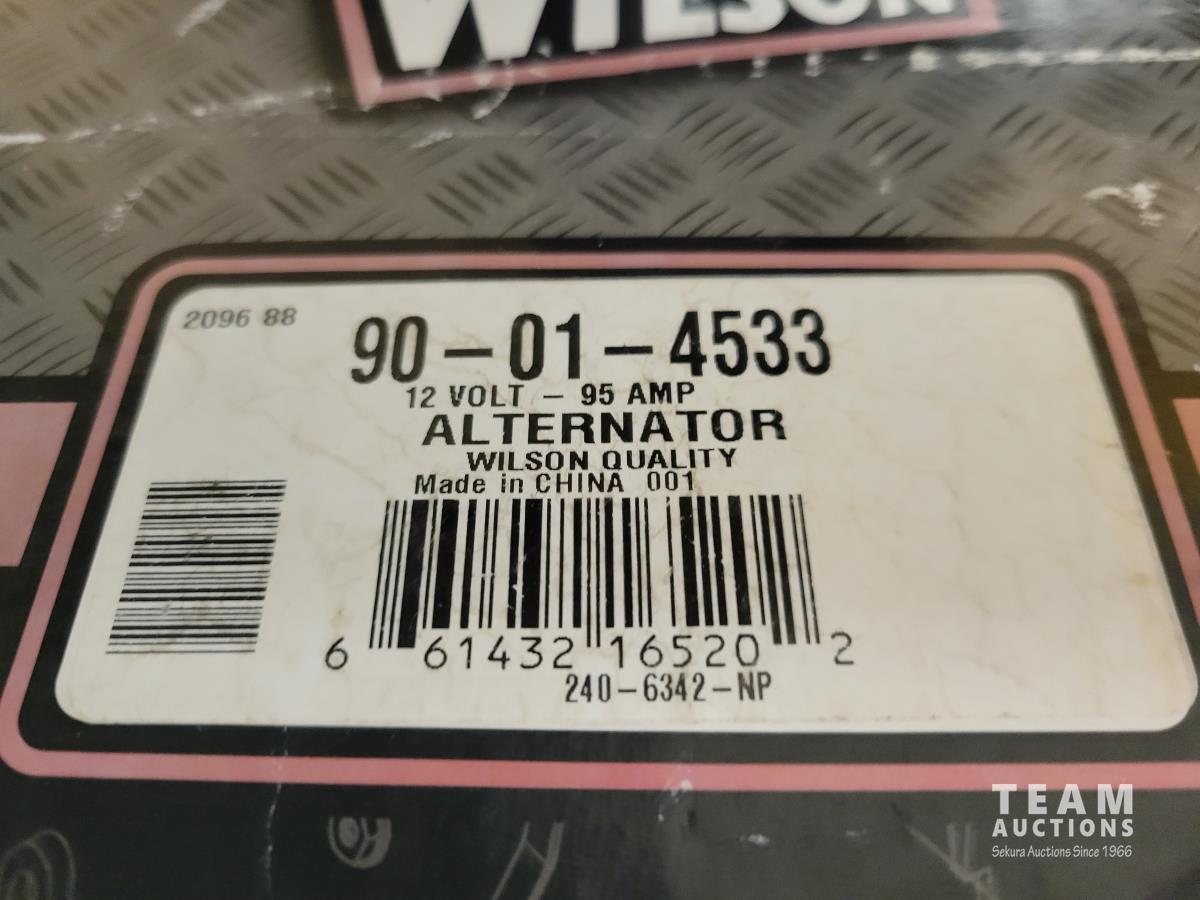 WILSON
2096 88
90-01-4533
12 VOLT - 95 AMP
ALTERNATOR
WILSON QUALITY
Made in CHINA 001
6 61432 16520 2
240-6342-NP
TEAM
AUCTIONS
Sekura Auctions Since 1966